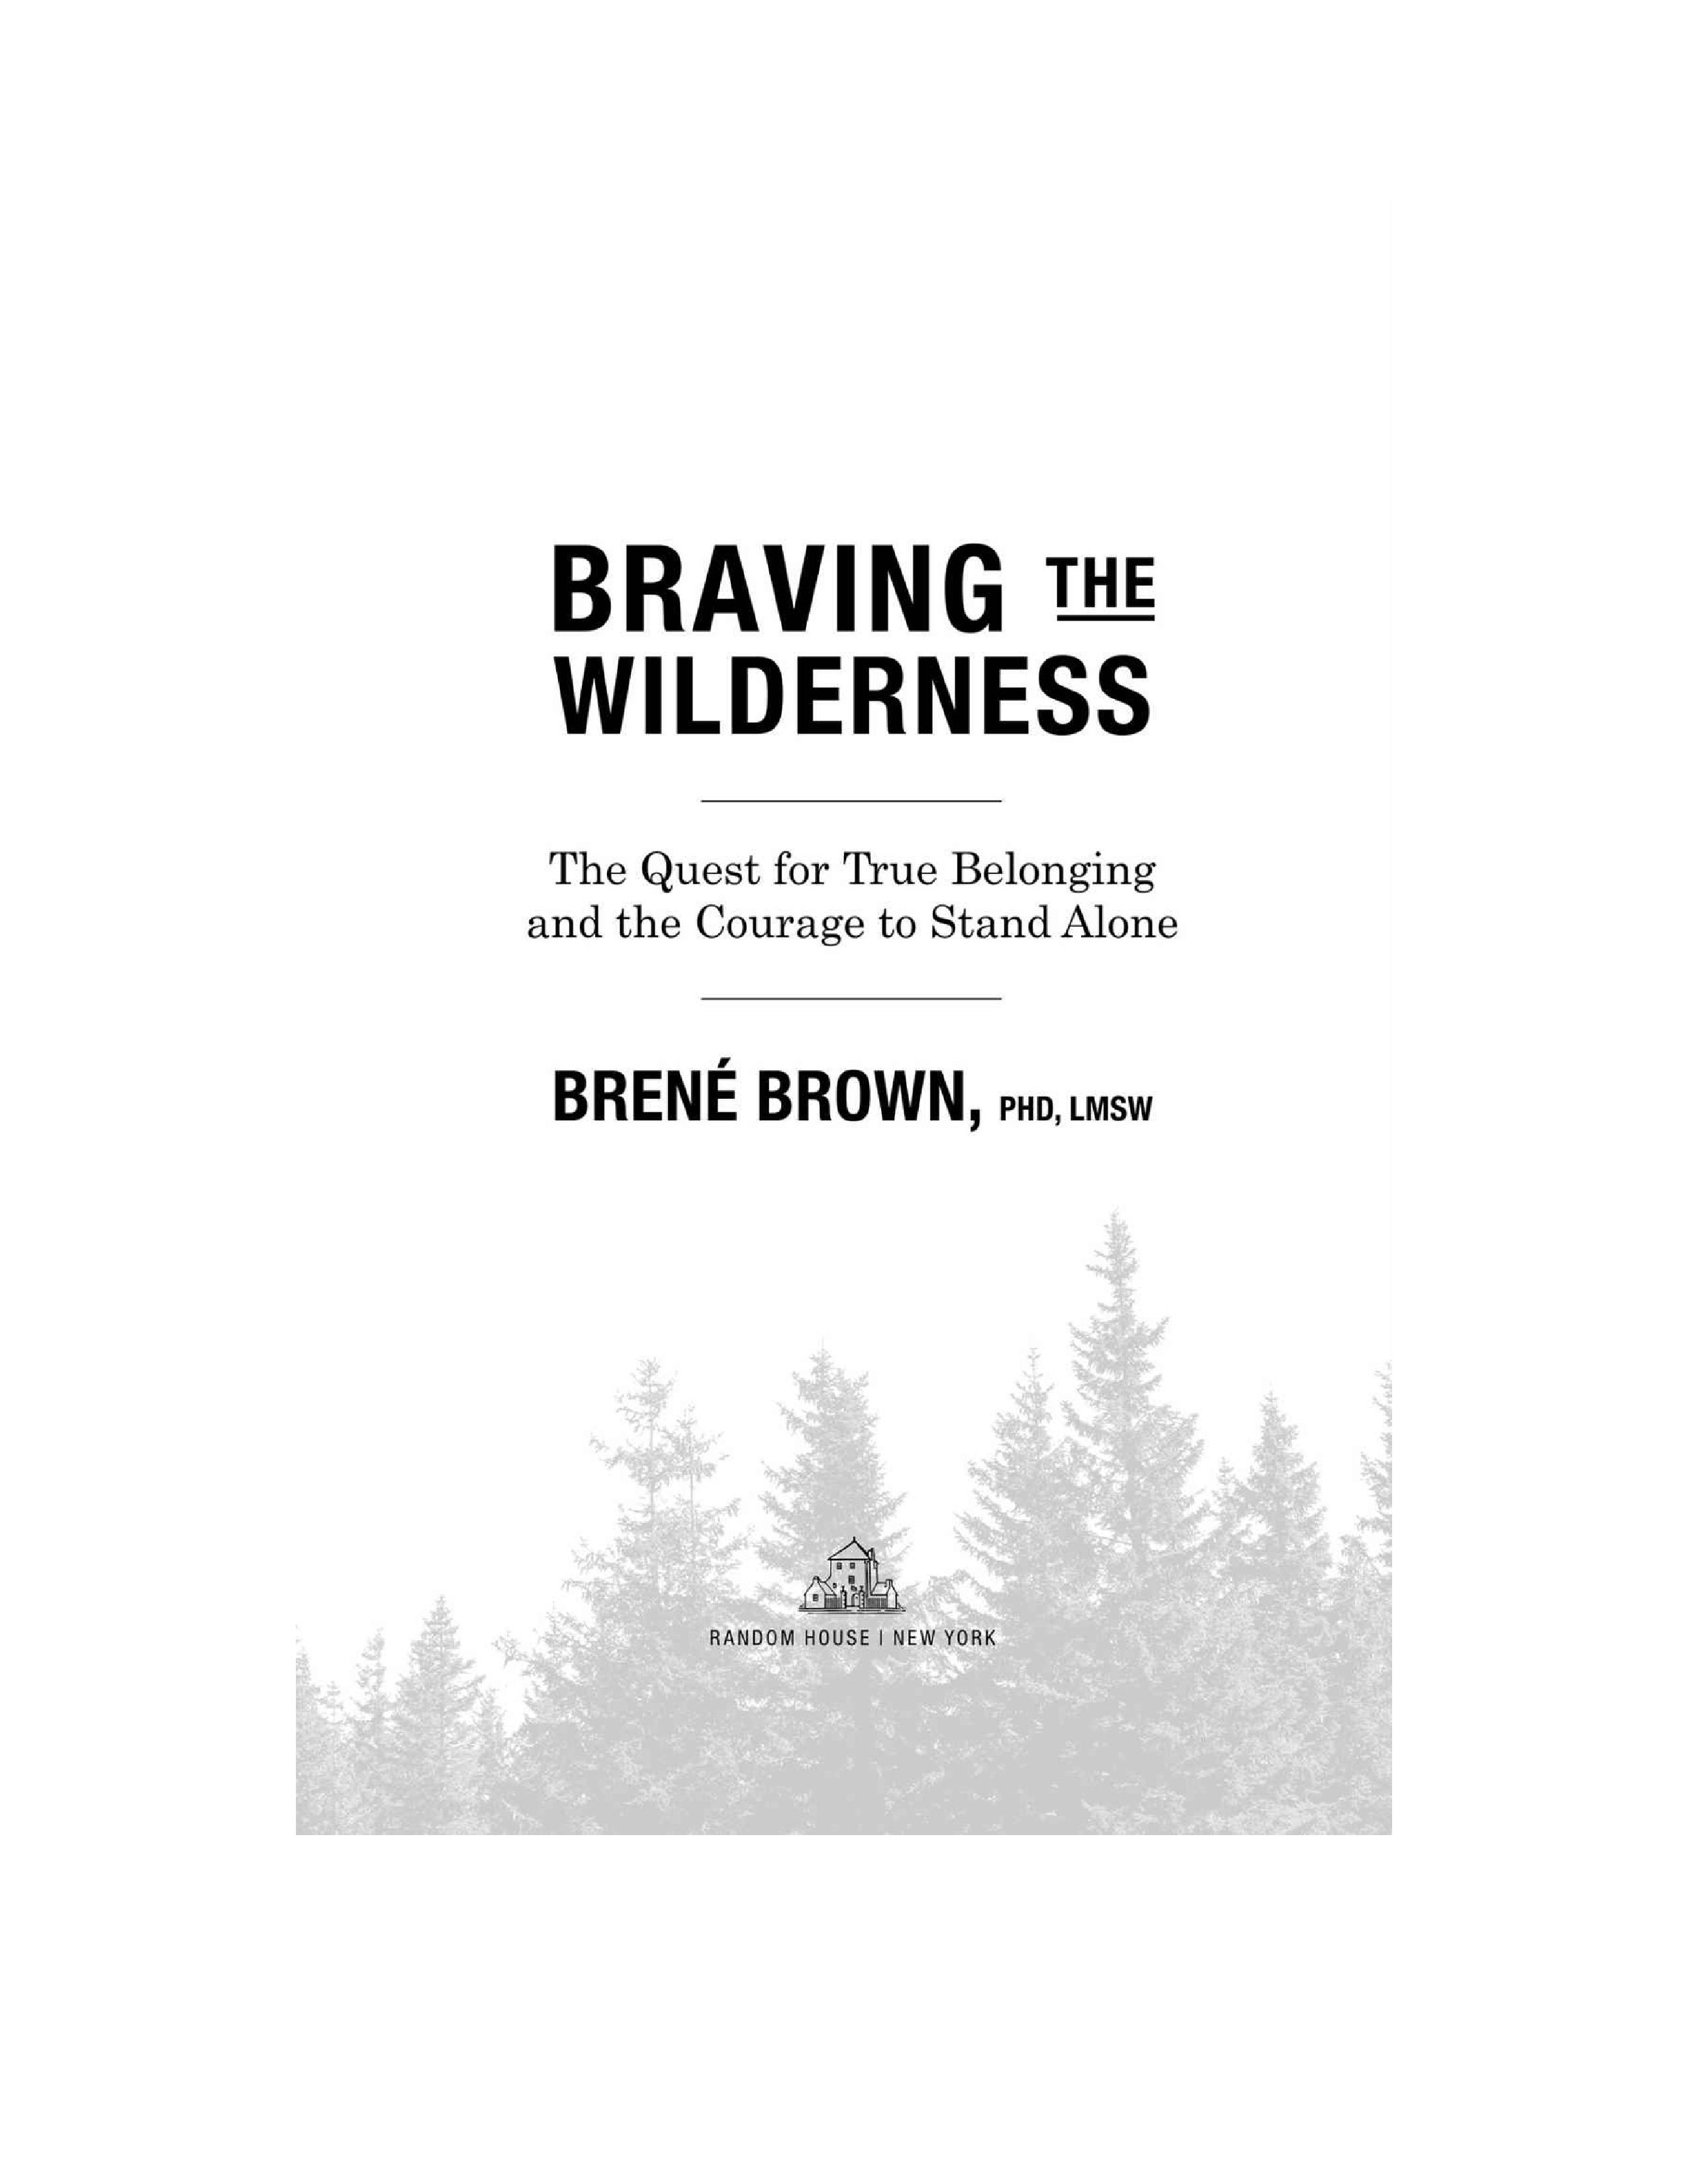 BRAVING THE
WILDERNESS
The Quest for True Belonging
and the Courage to Stand Alone
BRENÉ BROWN, PHD, LMSW
RANDOM HOUSE | NEW YORK